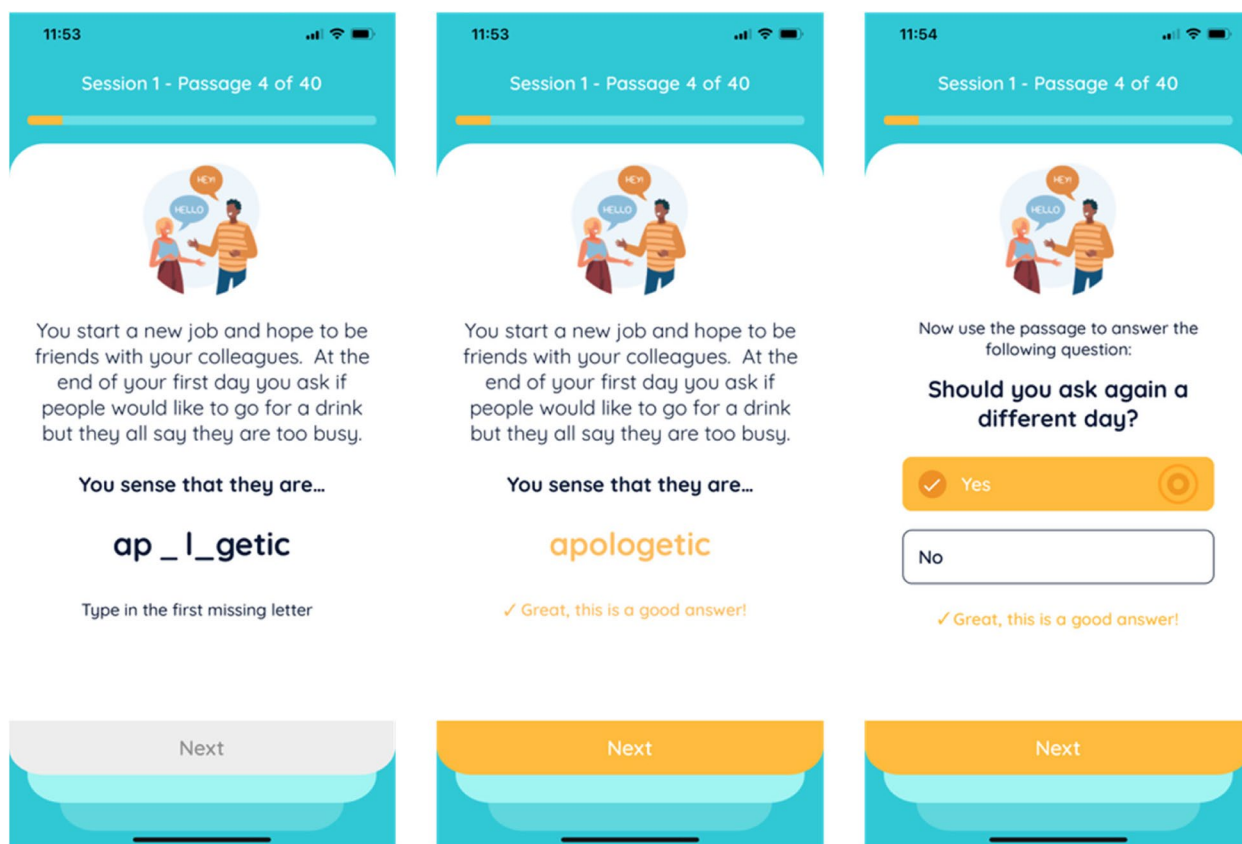 11:53
Session 1 - Passage 4 of 40
HEY!
HELLO
You start a new job and hope to be
friends with your colleagues. At the
end of your first day you ask if
people would like to go for a drink
but they all say they are too busy.
You sense that they are...
ap _ l_getic
Type in the first missing letter
Next
11:53
Session 1 - Passage 4 of 40
HEY!
HELLO
You start a new job and hope to be
friends with your colleagues. At the
end of your first day you ask if
people would like to go for a drink
but they all say they are too busy.
You sense that they are...
apologetic
✓ Great, this is a good answer!
Next
11:54
Session 1 - Passage 4 of 40
HEY!
HELLO
Now use the passage to answer the
following question:
Should you ask again a
different day?
Yes
No
✓ Great, this is a good answer!
Next